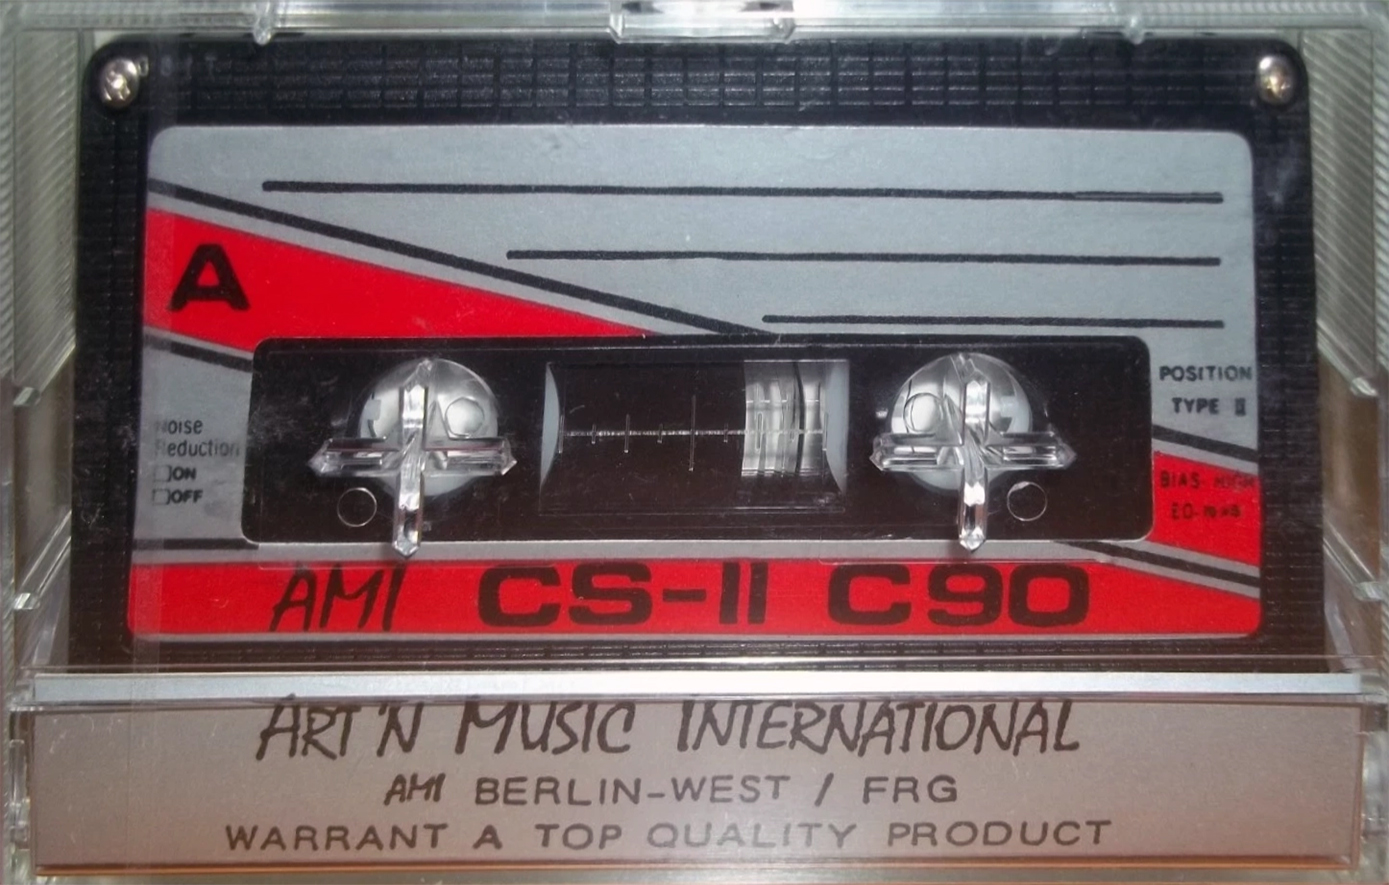 A
POSITION
TYPE II
Noise
Reduction
ON
OFF
BIAS HIGH
AMI CS-II C90
ART 'N MUSIC INTERNATIONAL
AMI BERLIN-WEST / FRG
WARRANT A TOP QUALITY PRODUCT